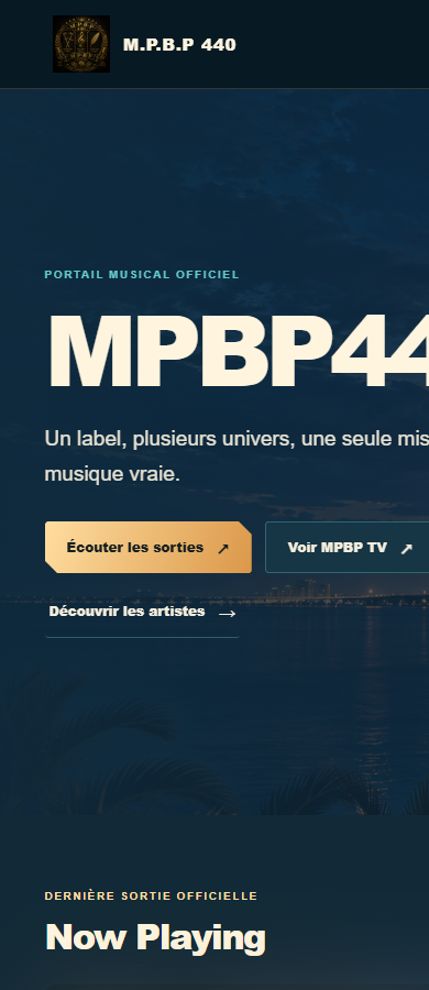 M.P.B.P 440
PORTAIL MUSICAL OFFICIEL
MPBP44
Un label, plusieurs univers, une seule mis
musique vraie.
Écouter les sorties ↗
Voir MPBP TV ↗
Découvrir les artistes →
DERNIÈRE SORTIE OFFICIELLE
Now Playing